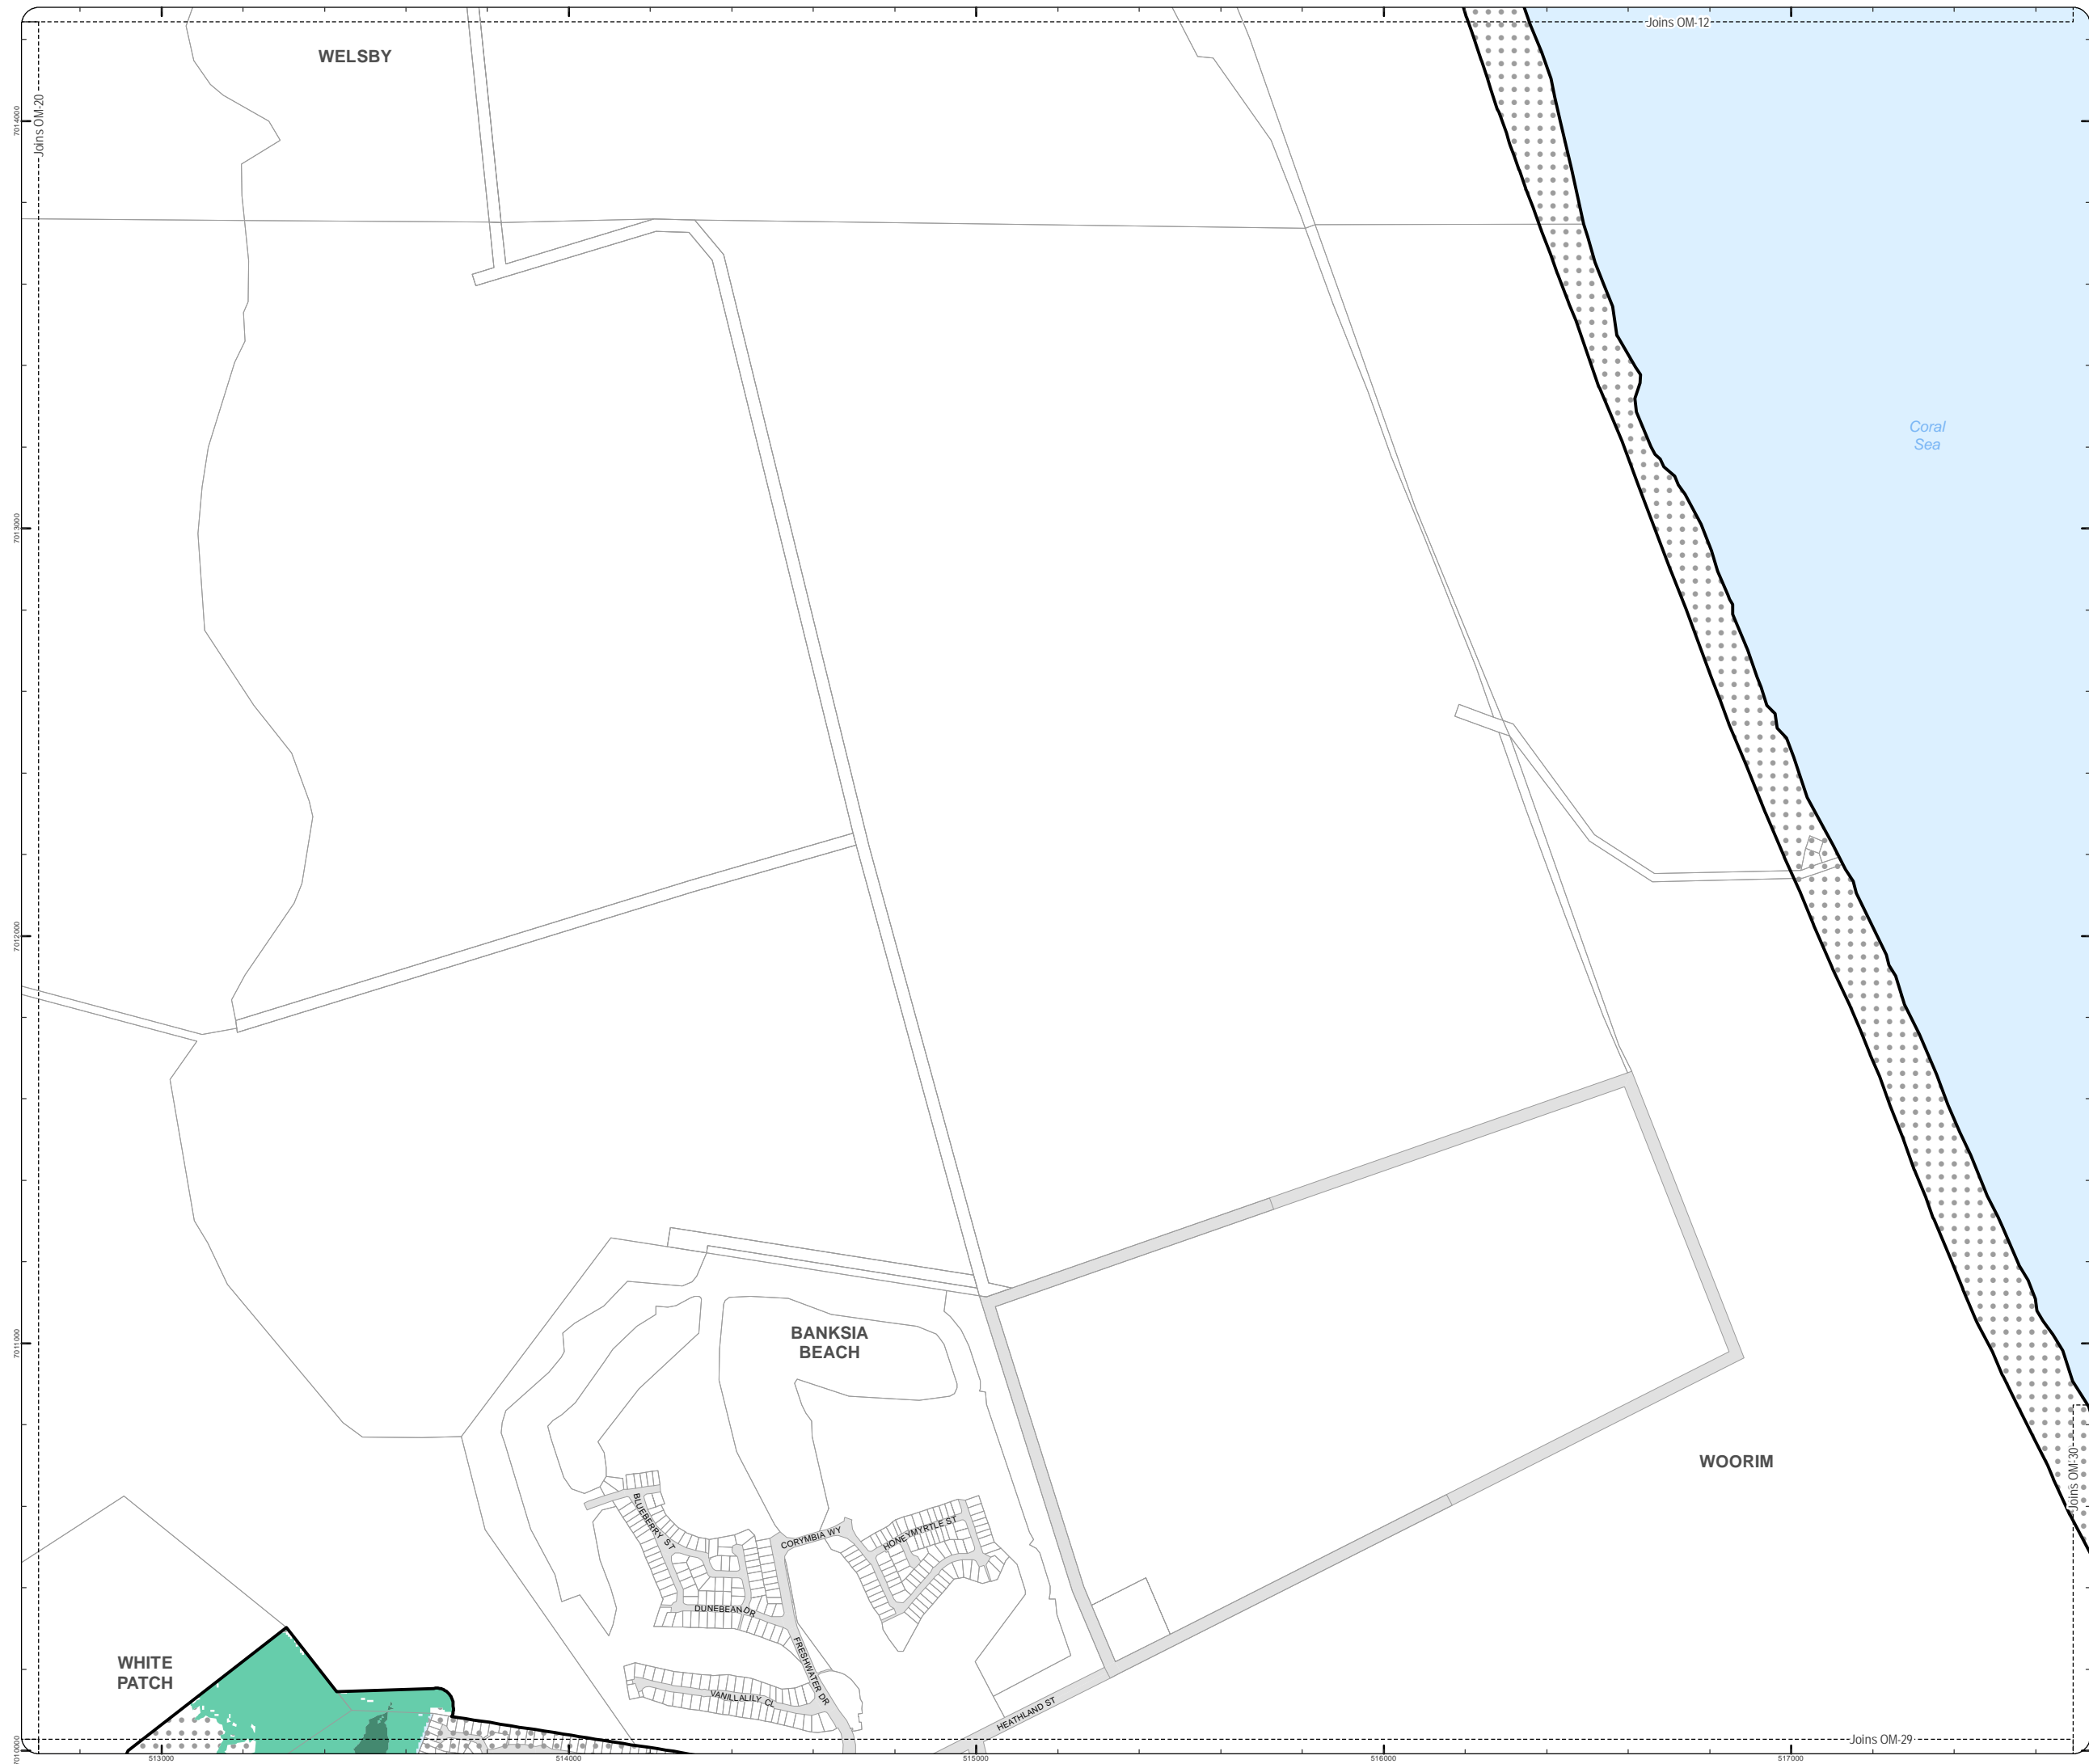 Joins OM-12
WELSBY
Joins OM-20
7014000
Coral
Sea
7013000
7012000
7011000
BANKSIA
BEACH
WOORIM
Joins OM-30
BLUEBERRY ST
CORYMBIA WY
HONEYMYRTLE ST
DUNEBEAN DR
FRESHWATER DR
WHITE
PATCH
VANILLALILY CL
HEATHLAND ST
Joins OM-29
7010000
513000
514000
515000
516000
517000